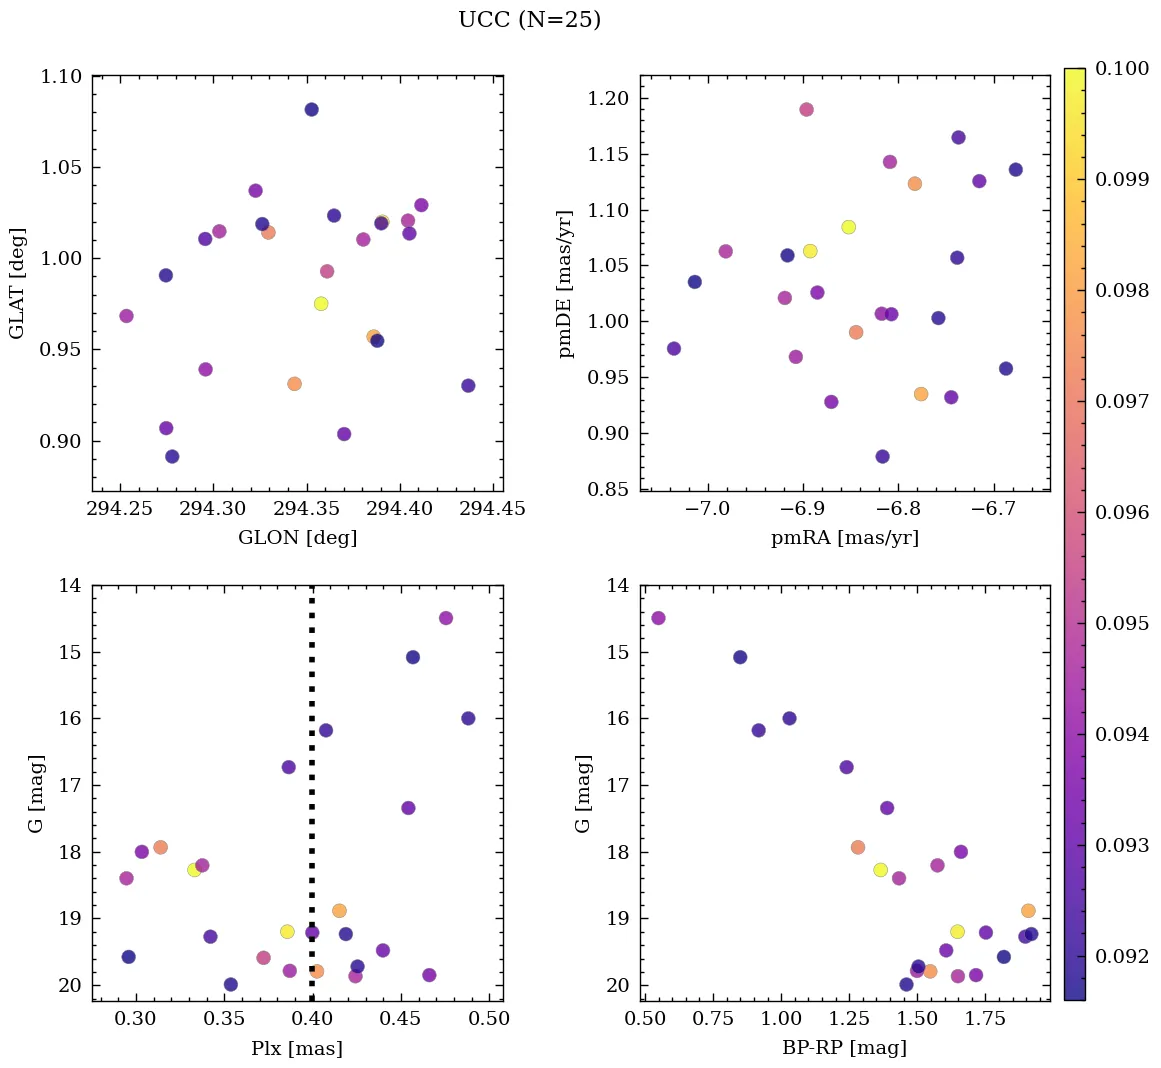 UCC (N=25)
1.10
1.05
1.00
0.95
0.90
GLAT [deg]
294.25 294.30 294.35 294.40 294.45
GLON [deg]
1.20
1.15
1.10
1.05
1.00
0.95
0.90
0.85
pmDE [mas/yr]
−7.0 −6.9 −6.8 −6.7
pmRA [mas/yr]
14
15
16
17
18
19
20
G [mag]
0.30 0.35 0.40 0.45 0.50
Plx [mas]
14
15
16
17
18
19
20
G [mag]
0.50 0.75 1.00 1.25 1.50 1.75
BP-RP [mag]
0.100
0.099
0.098
0.097
0.096
0.095
0.094
0.093
0.092